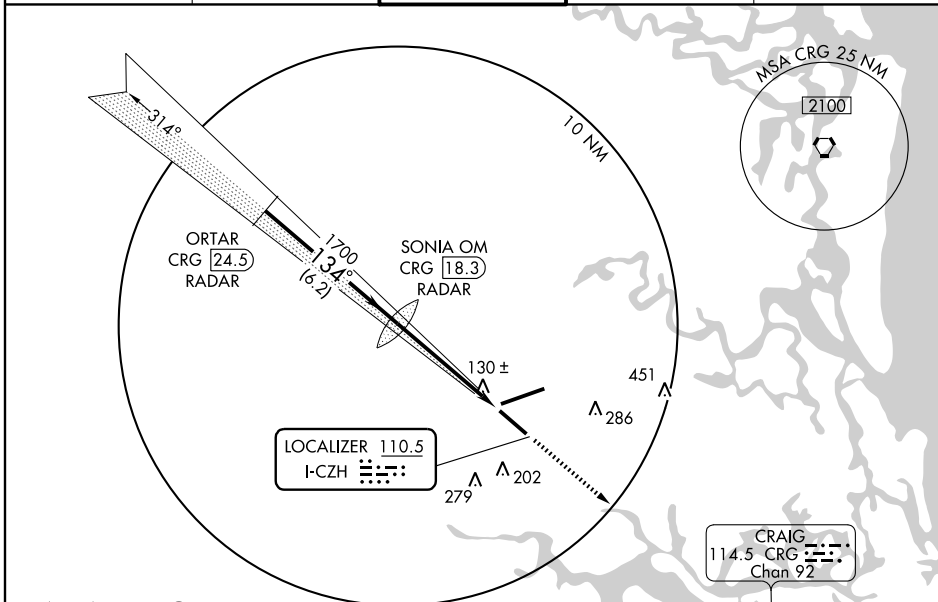 MSA CRG 25 NM
2100
10 NM
314°
ORTAR
CRG 24.5
RADAR
1700
134°
(6.2)
SONIA OM
CRG 18.3
RADAR
130 ±
451
286
LOCALIZER 110.5
I-CZH
279
202
CRAIG
114.5 CRG
Chan 92